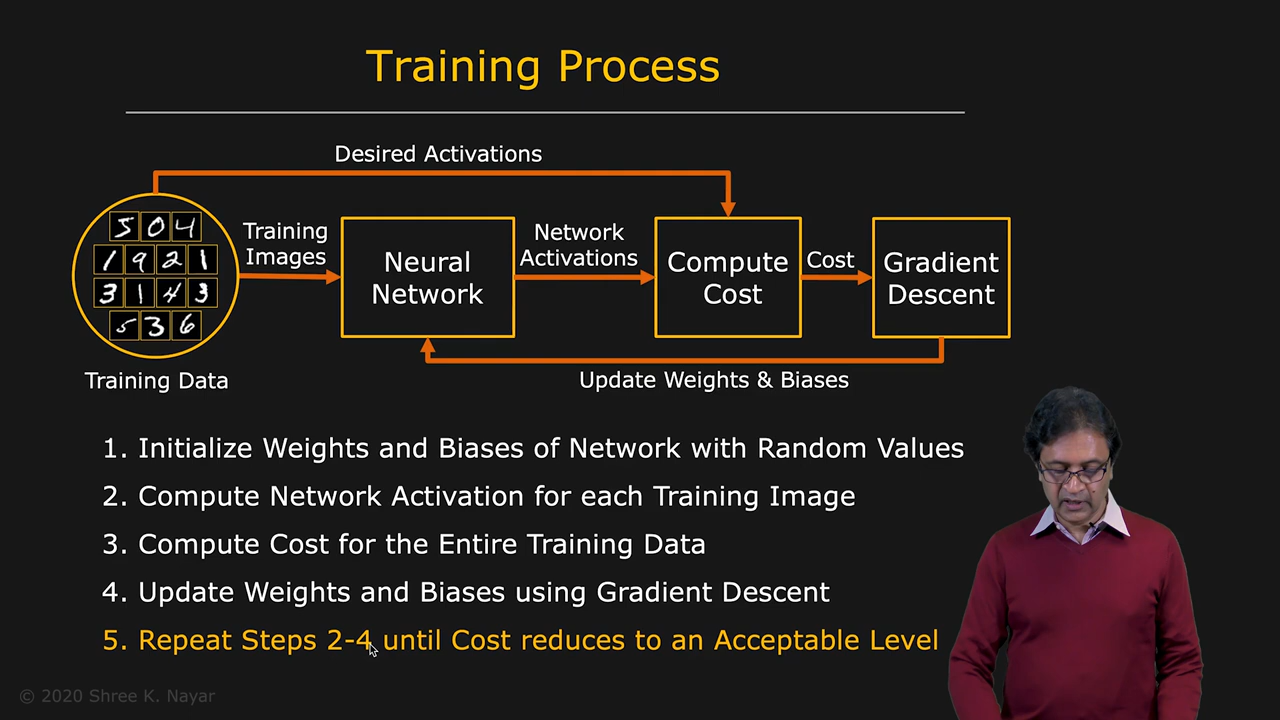 Training Process
Desired Activations
5 0 4
1 9 2 1
3 1 4 3
5 3 6
Training Data
Training
Images
Neural
Network
Network
Activations
Compute
Cost
Cost
Gradient
Descent
Update Weights & Biases
1. Initialize Weights and Biases of Network with Random Values
2. Compute Network Activation for each Training Image
3. Compute Cost for the Entire Training Data
4. Update Weights and Biases using Gradient Descent
5. Repeat Steps 2-4 until Cost reduces to an Acceptable Level
© 2020 Shree K. Nayar